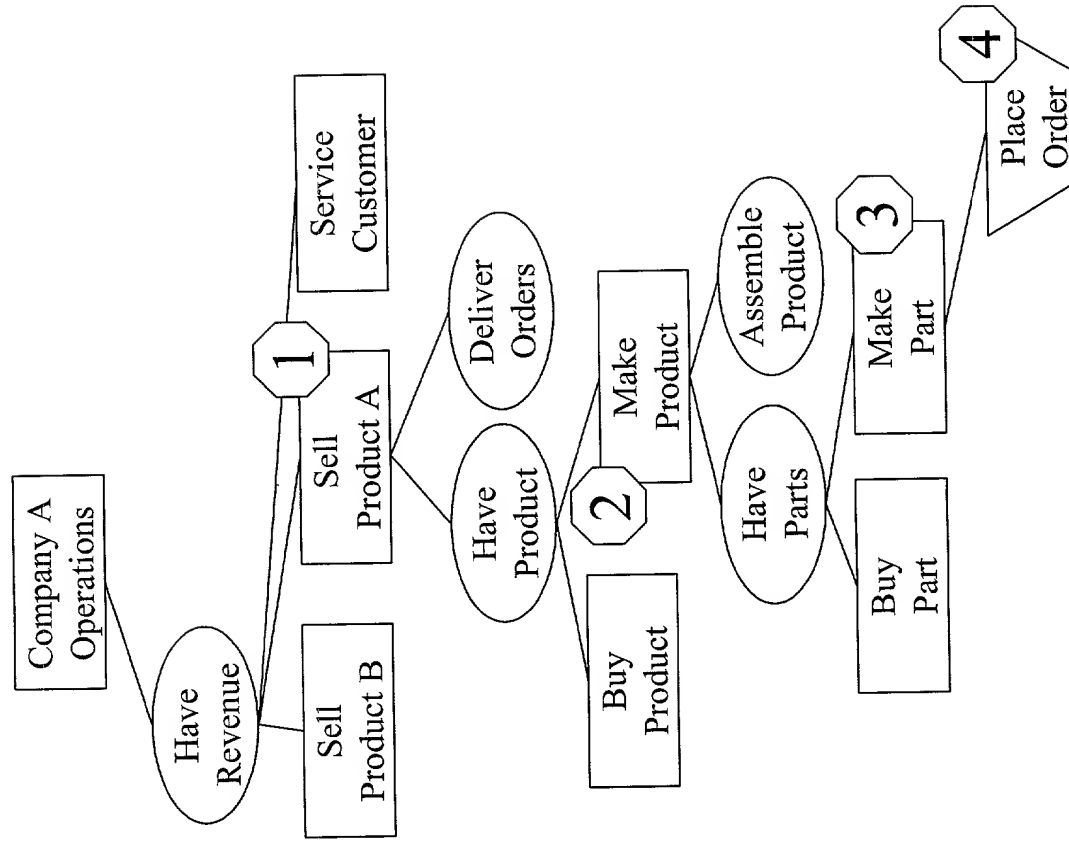 Company A
Operations
Have
Revenue
Sell
Product B
1
Sell
Product A
Service
Customer
Have
Product
Deliver
Orders
Buy
Product
2
Make
Product
Have
Parts
Assemble
Product
Buy
Part
3
Make
Part
4
Place
Order